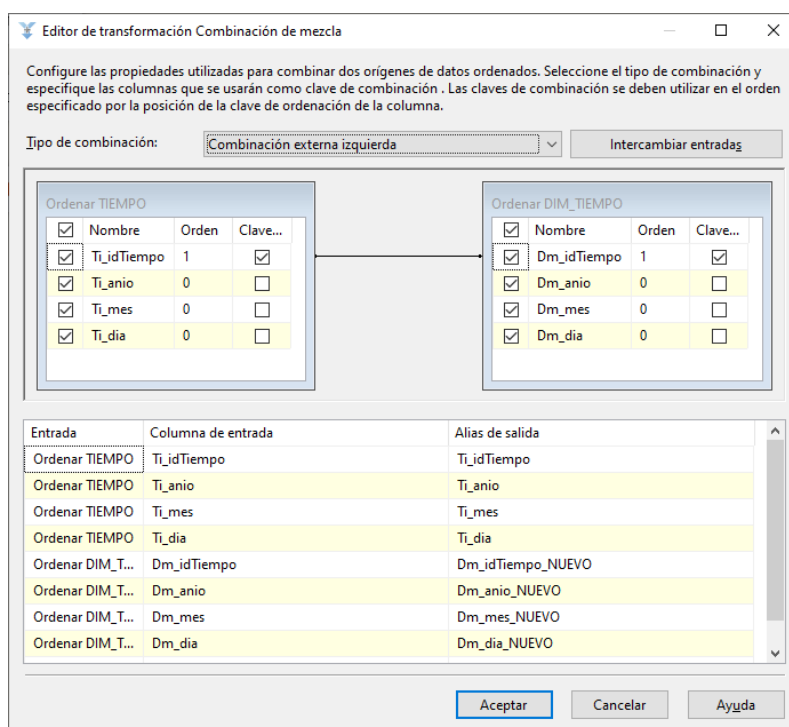 Editor de transformación Combinación de mezcla
Configure las propiedades utilizadas para combinar dos orígenes de datos ordenados. Seleccione el tipo de combinación y
especifique las columnas que se usarán como clave de combinación . Las claves de combinación se deben utilizar en el orden
especificado por la posición de la clave de ordenación de la columna.
Tipo de combinación: Combinación externa izquierda Intercambiar entradas
Ordenar TIEMPO
Nombre Orden Clave...
Ti_idTiempo 1
Ti_anio 0
Ti_mes 0
Ti_dia 0
Ordenar DIM_TIEMPO
Nombre Orden Clave...
Dm_idTiempo 1
Dm_anio 0
Dm_mes 0
Dm_dia 0
Entrada Columna de entrada Alias de salida
Ordenar TIEMPO Ti_idTiempo Ti_idTiempo
Ordenar TIEMPO Ti_anio Ti_anio
Ordenar TIEMPO Ti_mes Ti_mes
Ordenar TIEMPO Ti_dia Ti_dia
Ordenar DIM_T... Dm_idTiempo Dm_idTiempo_NUEVO
Ordenar DIM_T... Dm_anio Dm_anio_NUEVO
Ordenar DIM_T... Dm_mes Dm_mes_NUEVO
Ordenar DIM_T... Dm_dia Dm_dia_NUEVO
Aceptar Cancelar Ayuda